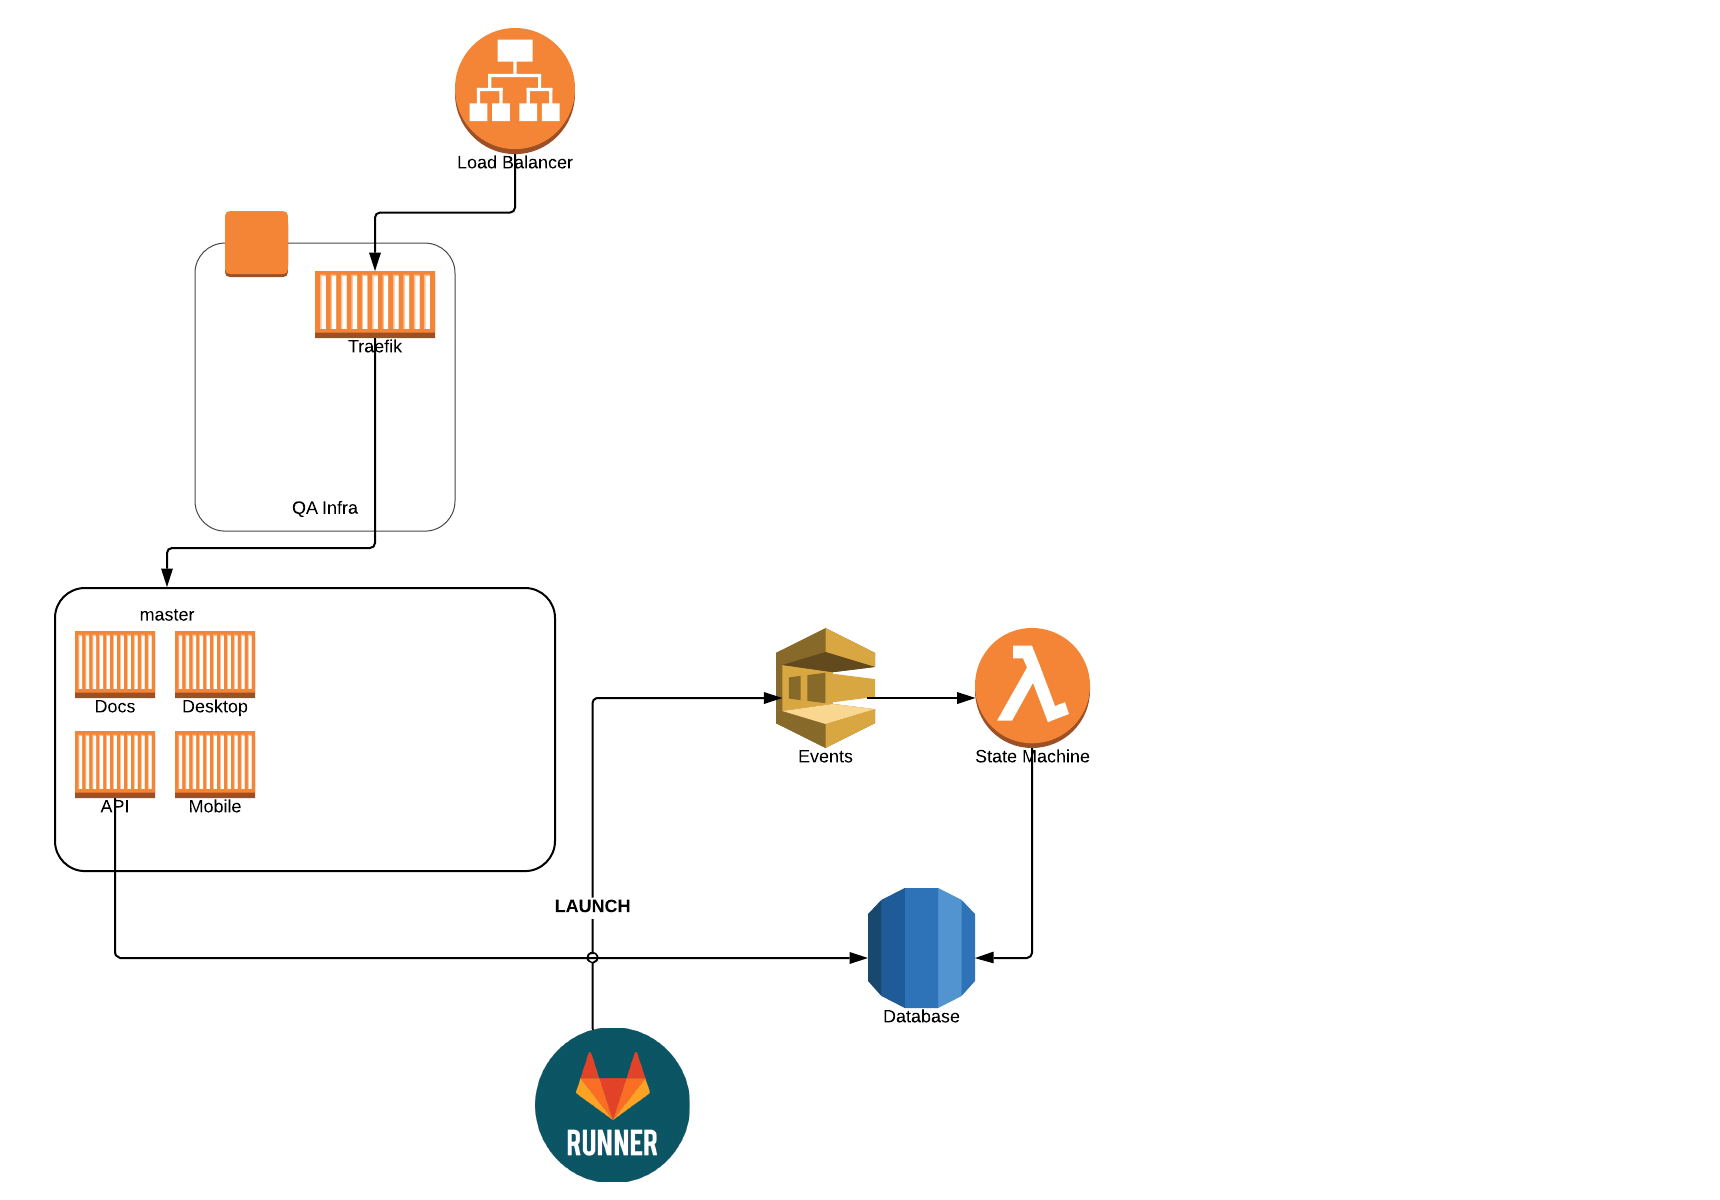 Load Balancer
Traefik
QA Infra
master
Docs
Desktop
API
Mobile
Events
State Machine
LAUNCH
Database
RUNNER